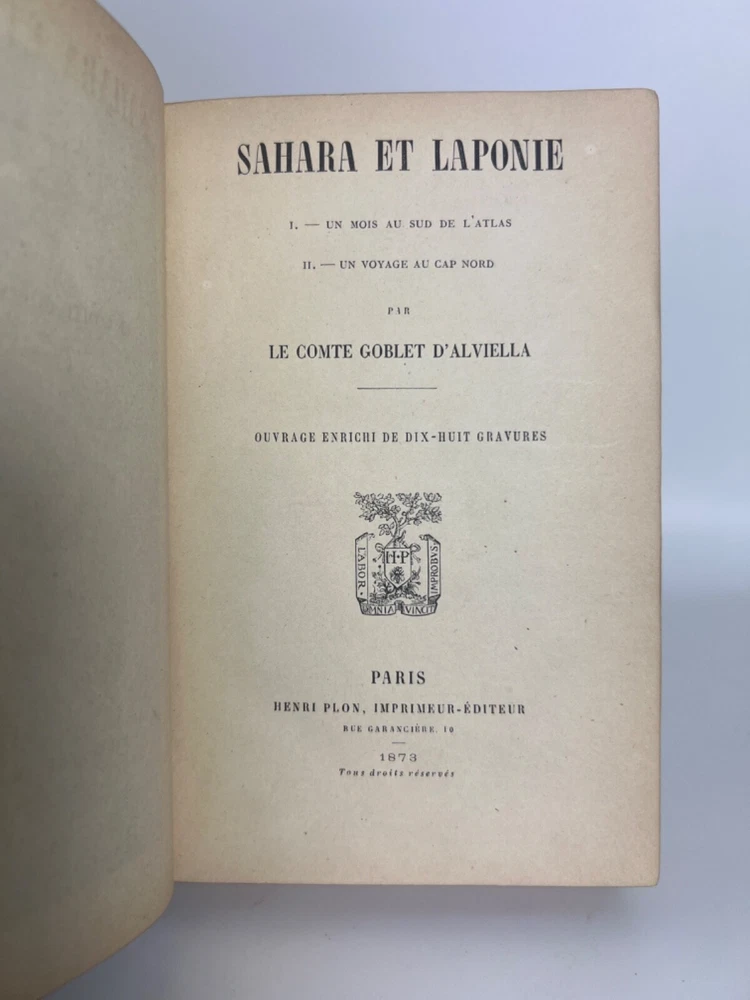 SAHARA ET LAPONIE
I. — UN MOIS AU SUD DE L'ATLAS
II. — UN VOYAGE AU CAP NORD
PAR
LE COMTE GOBLET D'ALVIELLA
OUVRAGE ENRICHI DE DIX-HUIT GRAVURES
LABOR
H·P
IMPROBVS
OMNIA VINCIT
PARIS
HENRI PLON, IMPRIMEUR-ÉDITEUR
RUE GARANCIÈRE, 10
1873
Tous droits réservés